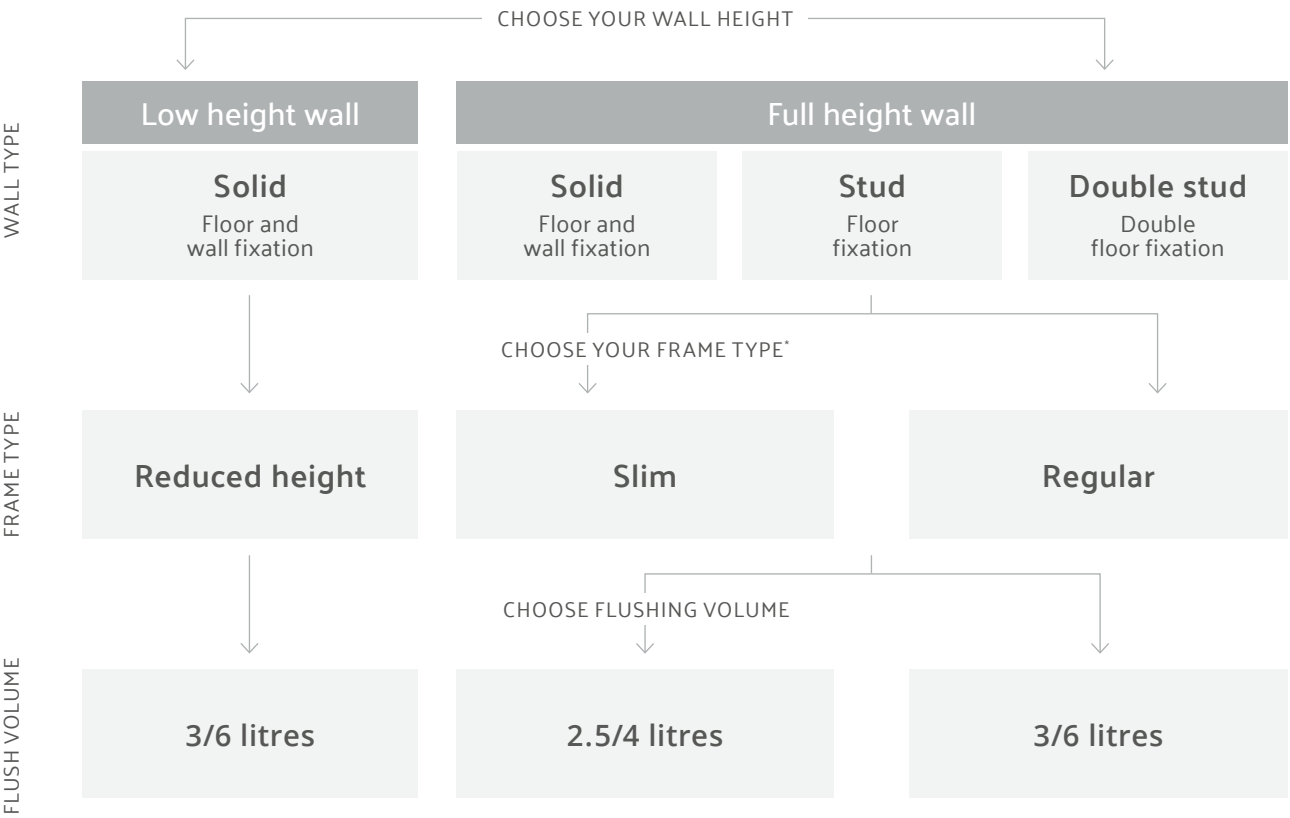 CHOOSE YOUR WALL HEIGHT
WALL TYPE
Low height wall
Full height wall
Solid
Floor and
wall fixation
Solid
Floor and
wall fixation
Stud
Floor
fixation
Double stud
Double
floor fixation
CHOOSE YOUR FRAME TYPE*
FRAME TYPE
Reduced height
Slim
Regular
CHOOSE FLUSHING VOLUME
FLUSH VOLUME
3/6 litres
2.5/4 litres
3/6 litres